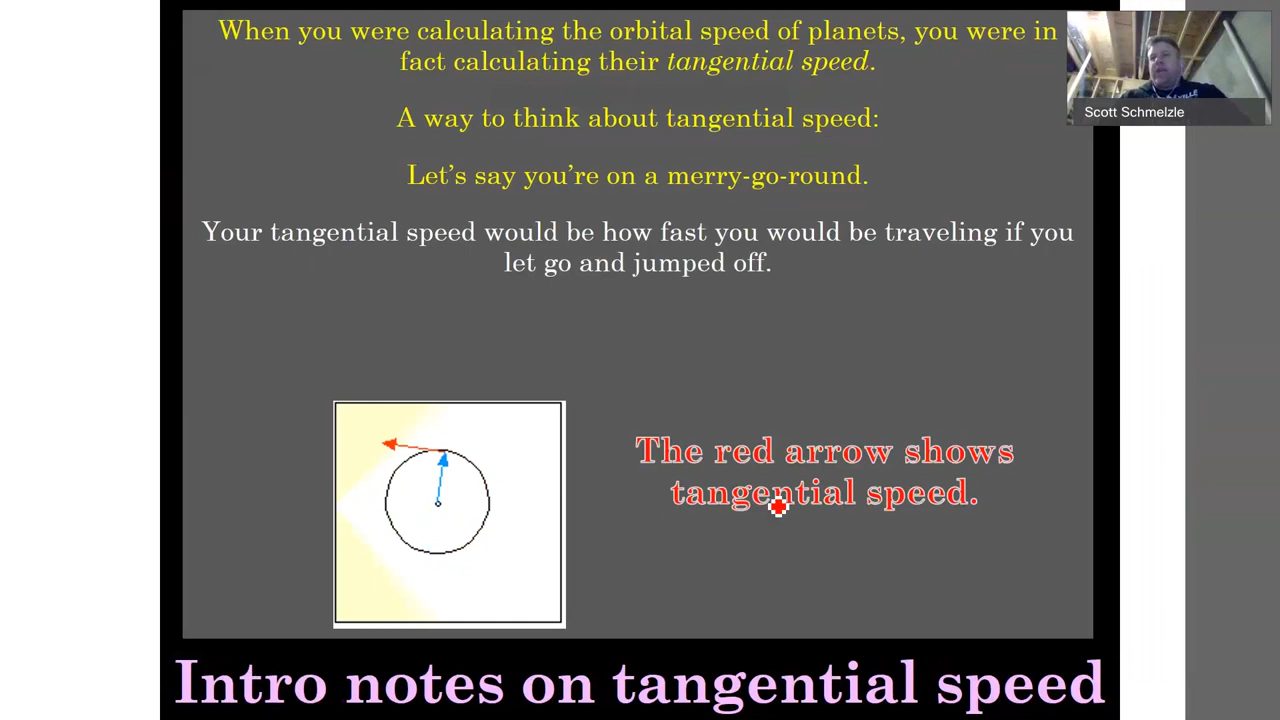 When you were calculating the orbital speed of planets, you were in
fact calculating their tangential speed.
A way to think about tangential speed:
Let's say you're on a merry-go-round.
Your tangential speed would be how fast you would be traveling if you
let go and jumped off.
The red arrow shows
tangential speed.
Intro notes on tangential speed
Scott Schmelzle